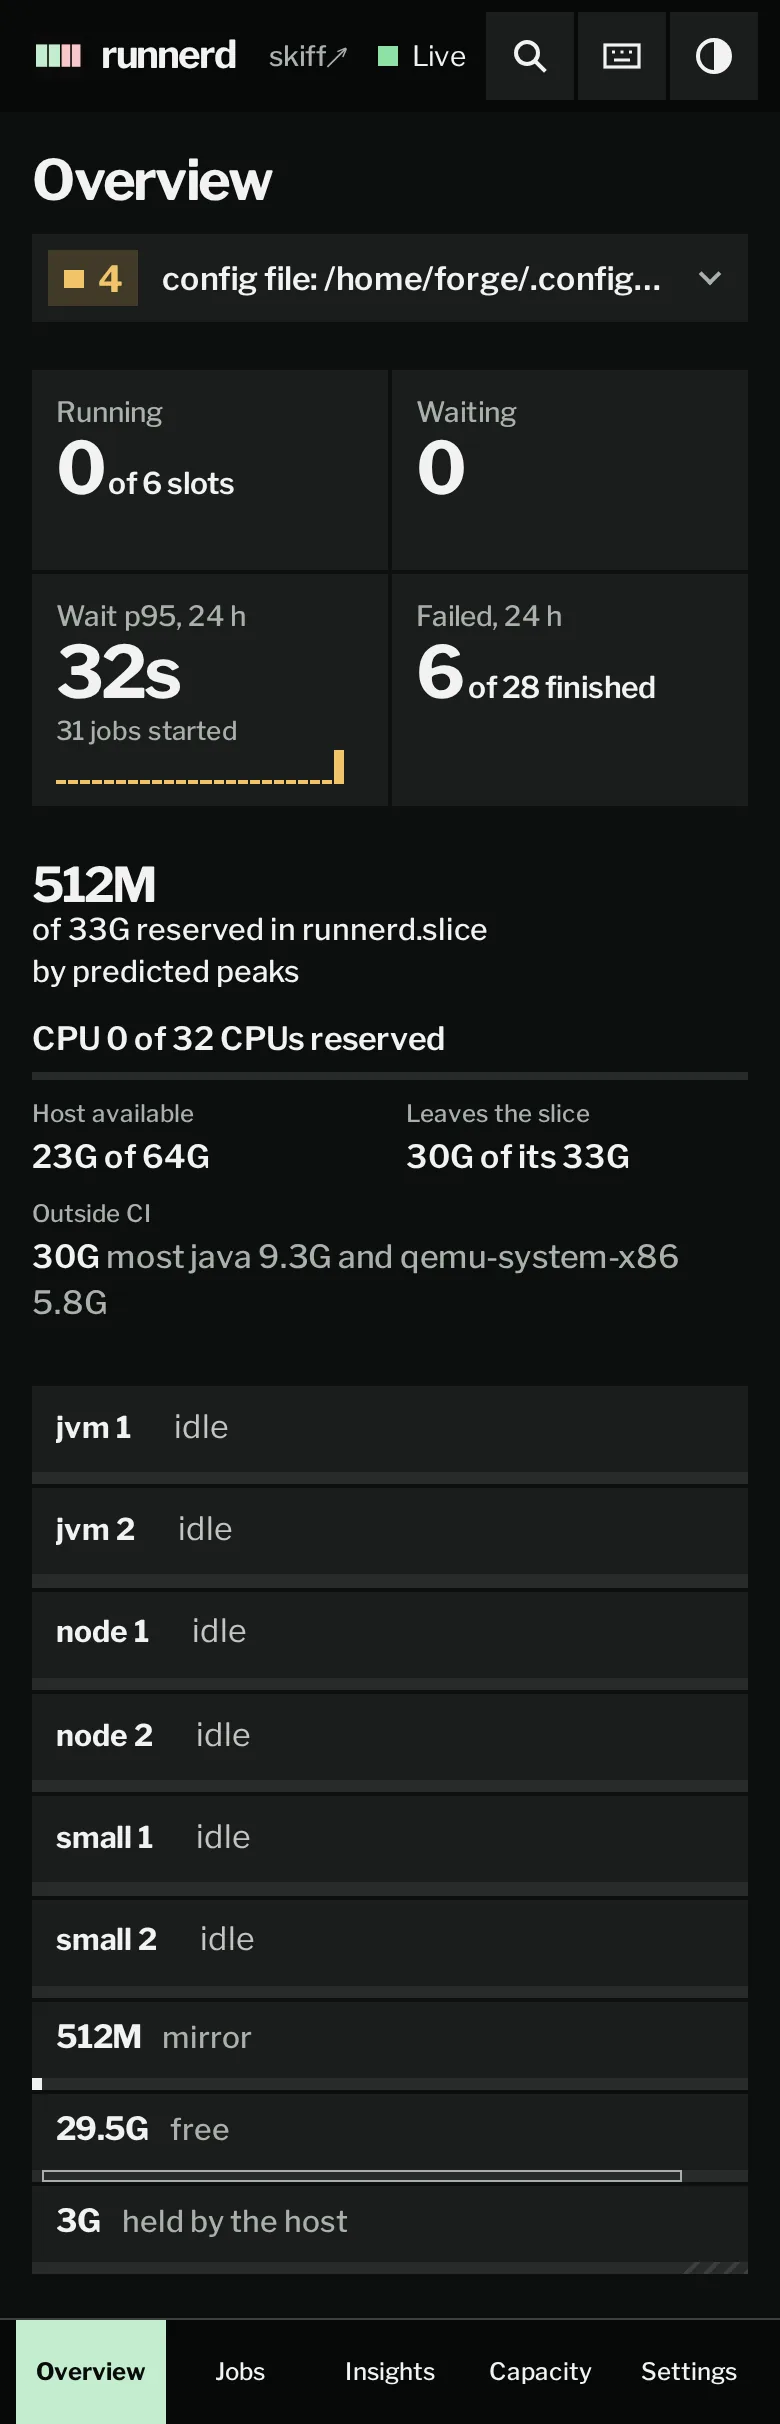 runnerd skiff↗ Live
Overview
4 config file: /home/forge/.config...
Running
0 of 6 slots
Waiting
0
Wait p95, 24 h
32s
31 jobs started
Failed, 24 h
6 of 28 finished
512M
of 33G reserved in runnerd.slice
by predicted peaks
CPU 0 of 32 CPUs reserved
Host available
23G of 64G
Leaves the slice
30G of its 33G
Outside CI
30G most java 9.3G and qemu-system-x86
5.8G
jvm 1 idle
jvm 2 idle
node 1 idle
node 2 idle
small 1 idle
small 2 idle
512M mirror
29.5G free
3G held by the host
Overview Jobs Insights Capacity Settings